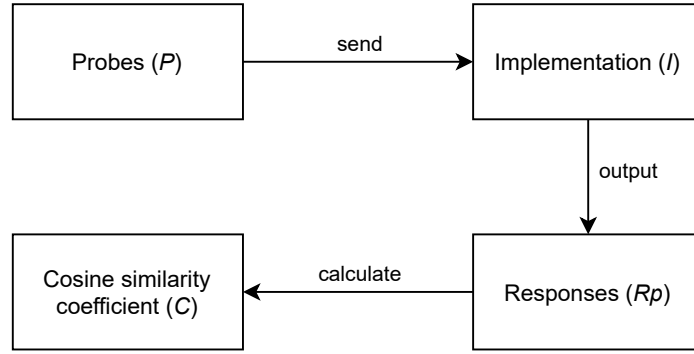 Probes (P)
send
Implementation (I)
output
Cosine similarity
coefficient (C)
calculate
Responses (Rp)